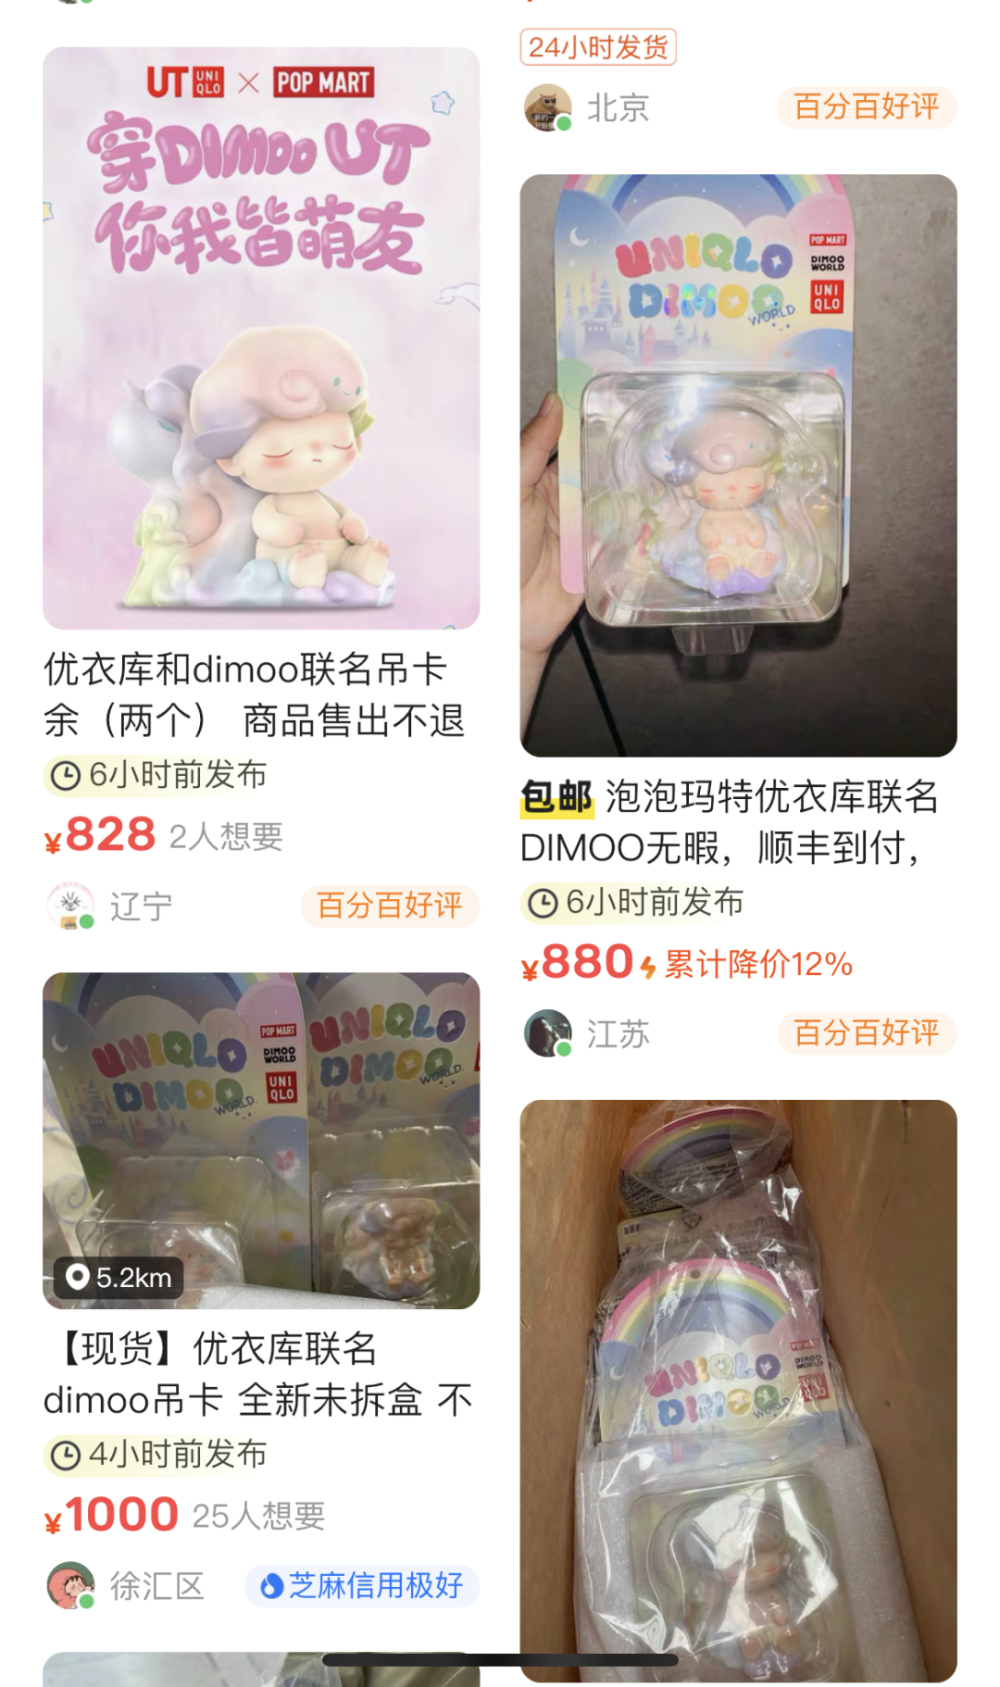 UT UNI QLO × POP MART
穿DIMOO UT
你我皆萌友
优衣库和dimoo联名吊卡
余（两个） 商品售出不退
6小时前发布
¥828 2人想要
辽宁 百分百好评
UNIQLO
DIMOO
WORLD
POP MART
DIMOO
WORLD
UNI
QLO
UNIQLO
DIMOO
WORLD
5.2km
【现货】优衣库联名
dimoo吊卡 全新未拆盒 不
4小时前发布
¥1000 25人想要
徐汇区 芝麻信用极好
24小时发货
北京 百分百好评
UNIQLO
DIMOO
WORLD
POP MART
DIMOO
WORLD
UNI
QLO
包邮 泡泡玛特优衣库联名
DIMOO无暇，顺丰到付，
6小时前发布
¥880 累计降价12%
江苏 百分百好评
UNIQLO
DIMOO
WORLD
DIMOO
WORLD
UNI
QLO